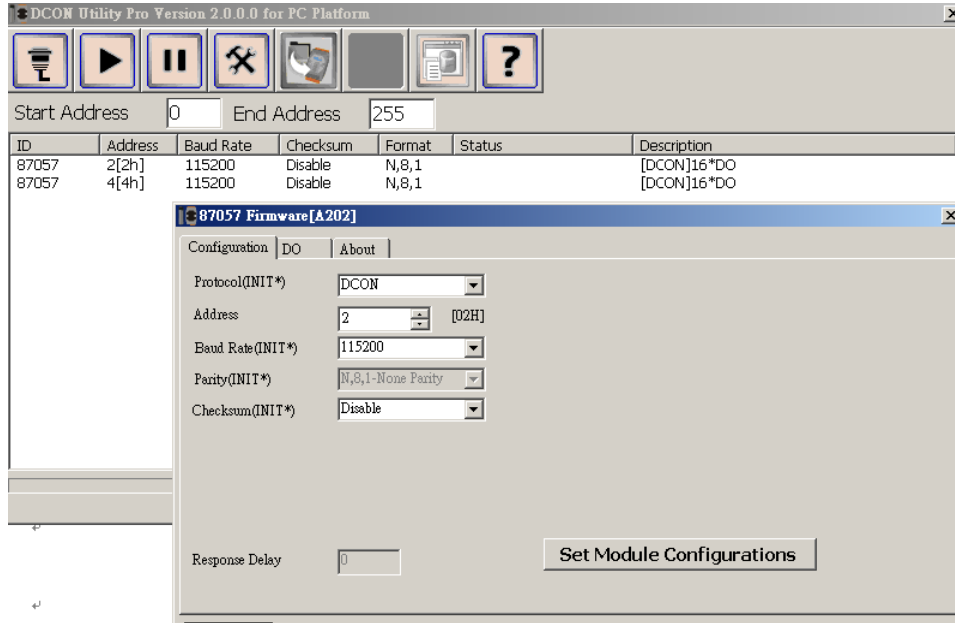 DCON Utility Pro Version 2.0.0.0 for PC Platform
Start Address 0 End Address 255
ID Address Baud Rate Checksum Format Status Description
87057 2[2h] 115200 Disable N,8,1 [DCON]16*DO
87057 4[4h] 115200 Disable N,8,1 [DCON]16*DO
87057 Firmware[A202]
Configuration DO About
Protocol(INIT*) DCON
Address 2 [02H]
Baud Rate(INIT*) 115200
Parity(INIT*) N,8,1-None Parity
Checksum(INIT*) Disable
Response Delay 0 Set Module Configurations